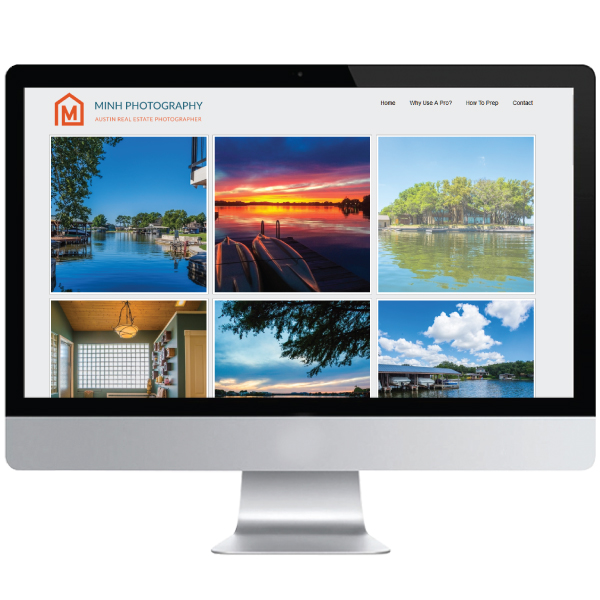 M
MINH PHOTOGRAPHY
AUSTIN REAL ESTATE PHOTOGRAPHER
Home Why Use A Pro? How To Prep Contact